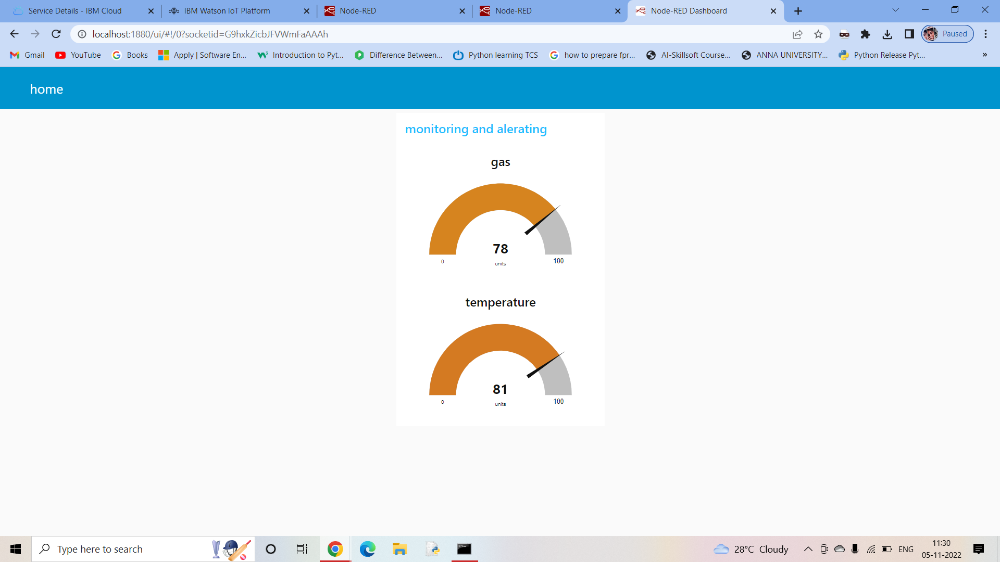 Service Details - IBM Cloud
IBM Watson IoT Platform
Node-RED
Node-RED
Node-RED Dashboard
localhost:1880/ui/#!/0?socketid=G9hxkZicbJFVWmFaAAAh
Paused
Gmail
YouTube
Books
Apply | Software En...
Introduction to Pyt...
Difference Between...
Python learning TCS
how to prepare fpr...
AI-Skillsoft Course...
ANNA UNIVERSITY...
Python Release Pyt...
»
home
monitoring and alerating
gas
78
units
0
100
temperature
81
units
0
100
Type here to search
28°C Cloudy
ENG
11:30
05-11-2022